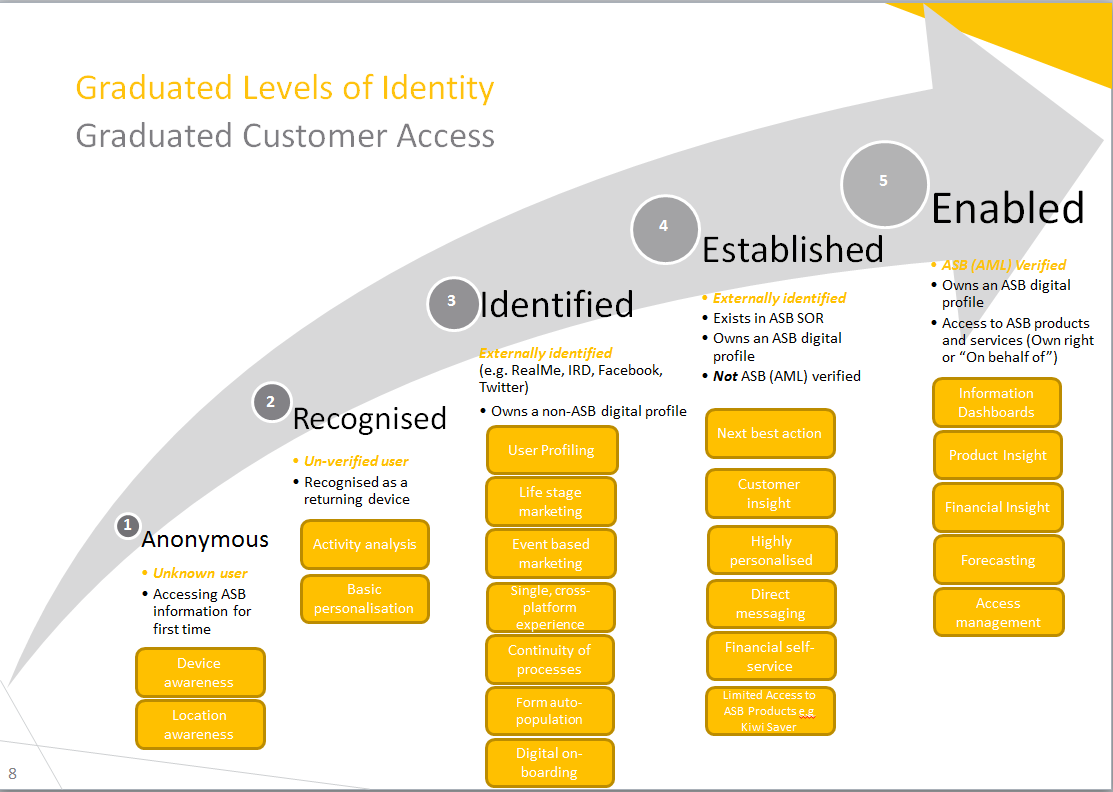 Graduated Levels of Identity
Graduated Customer Access
1
Anonymous
• Unknown user
• Accessing ASB
information for
first time
Device
awareness
Location
awareness
2
Recognised
• Un-verified user
• Recognised as a
returning device
Activity analysis
Basic
personalisation
3
Identified
Externally identified
(e.g. RealMe, IRD, Facebook,
Twitter)
• Owns a non-ASB digital profile
User Profiling
Life stage
marketing
Event based
marketing
Single, cross-
platform
experience
Continuity of
processes
Form auto-
population
Digital on-
boarding
4
Established
• Externally identified
• Exists in ASB SOR
• Owns an ASB digital
profile
• Not ASB (AML) verified
Next best action
Customer
insight
Highly
personalised
Direct
messaging
Financial self-
service
Limited Access to
ASB Products e.g
Kiwi Saver
5
Enabled
• ASB (AML) Verified
• Owns an ASB digital
profile
• Access to ASB products
and services (Own right
or “On behalf of”)
Information
Dashboards
Product Insight
Financial Insight
Forecasting
Access
management
8